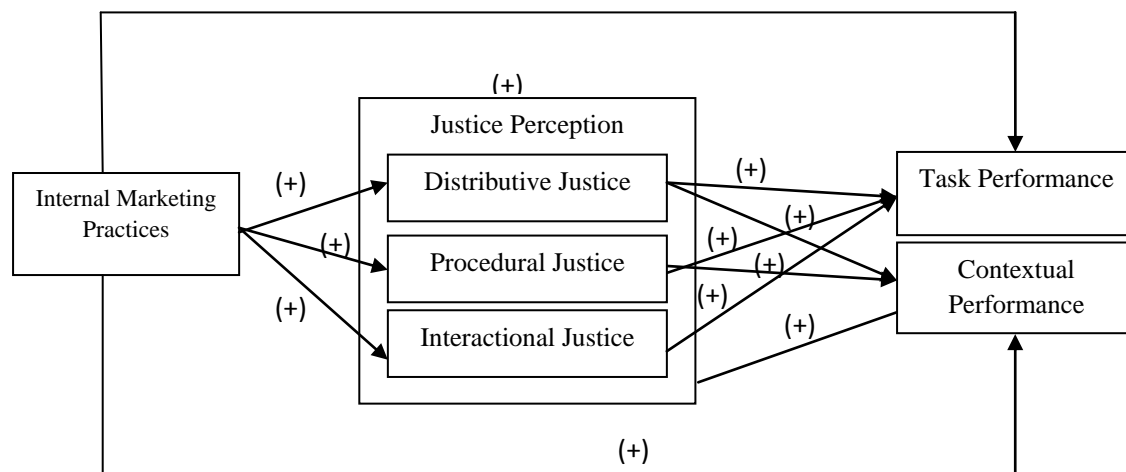 (+)
Justice Perception
Internal Marketing
Practices
(+)
(+)
(+)
Distributive Justice
Procedural Justice
Interactional Justice
(+)
(+)
(+)
(+)
(+)
(+)
Task Performance
Contextual
Performance
(+)